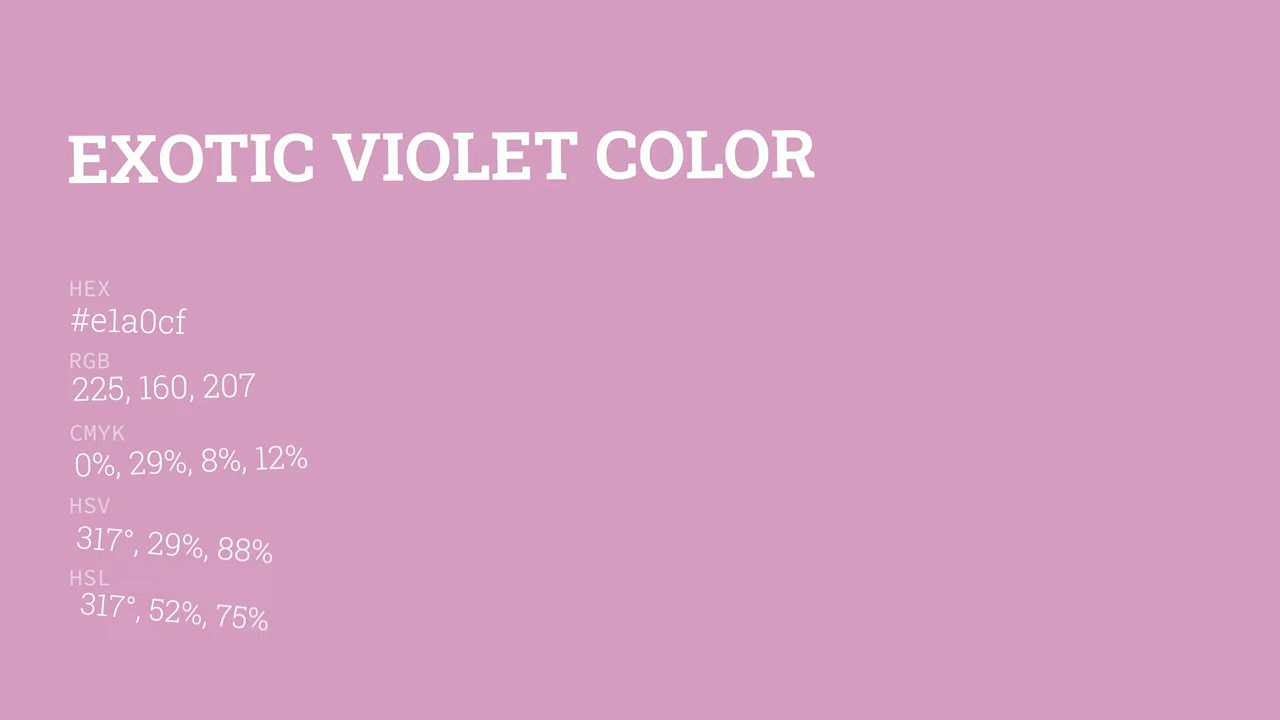 EXOTIC VIOLET COLOR
HEX
#e1a0cf
RGB
225, 160, 207
CMYK
0%, 29%, 8%, 12%
HSV
317°, 29%, 88%
HSL
317°, 52%, 75%